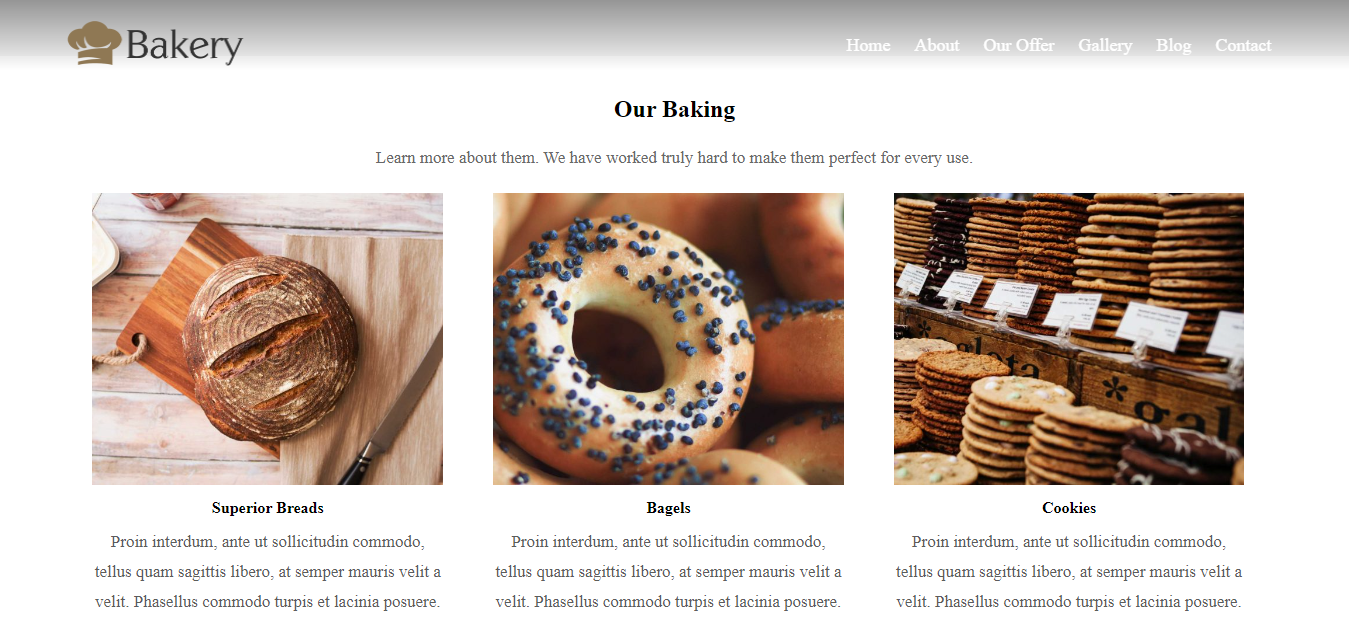 Bakery
Home About Our Offer Gallery Blog Contact
Our Baking
Learn more about them. We have worked truly hard to make them perfect for every use.
galeta
Superior Breads
Proin interdum, ante ut sollicitudin commodo,
tellus quam sagittis libero, at semper mauris velit a
velit. Phasellus commodo turpis et lacinia posuere.
Bagels
Proin interdum, ante ut sollicitudin commodo,
tellus quam sagittis libero, at semper mauris velit a
velit. Phasellus commodo turpis et lacinia posuere.
Cookies
Proin interdum, ante ut sollicitudin commodo,
tellus quam sagittis libero, at semper mauris velit a
velit. Phasellus commodo turpis et lacinia posuere.